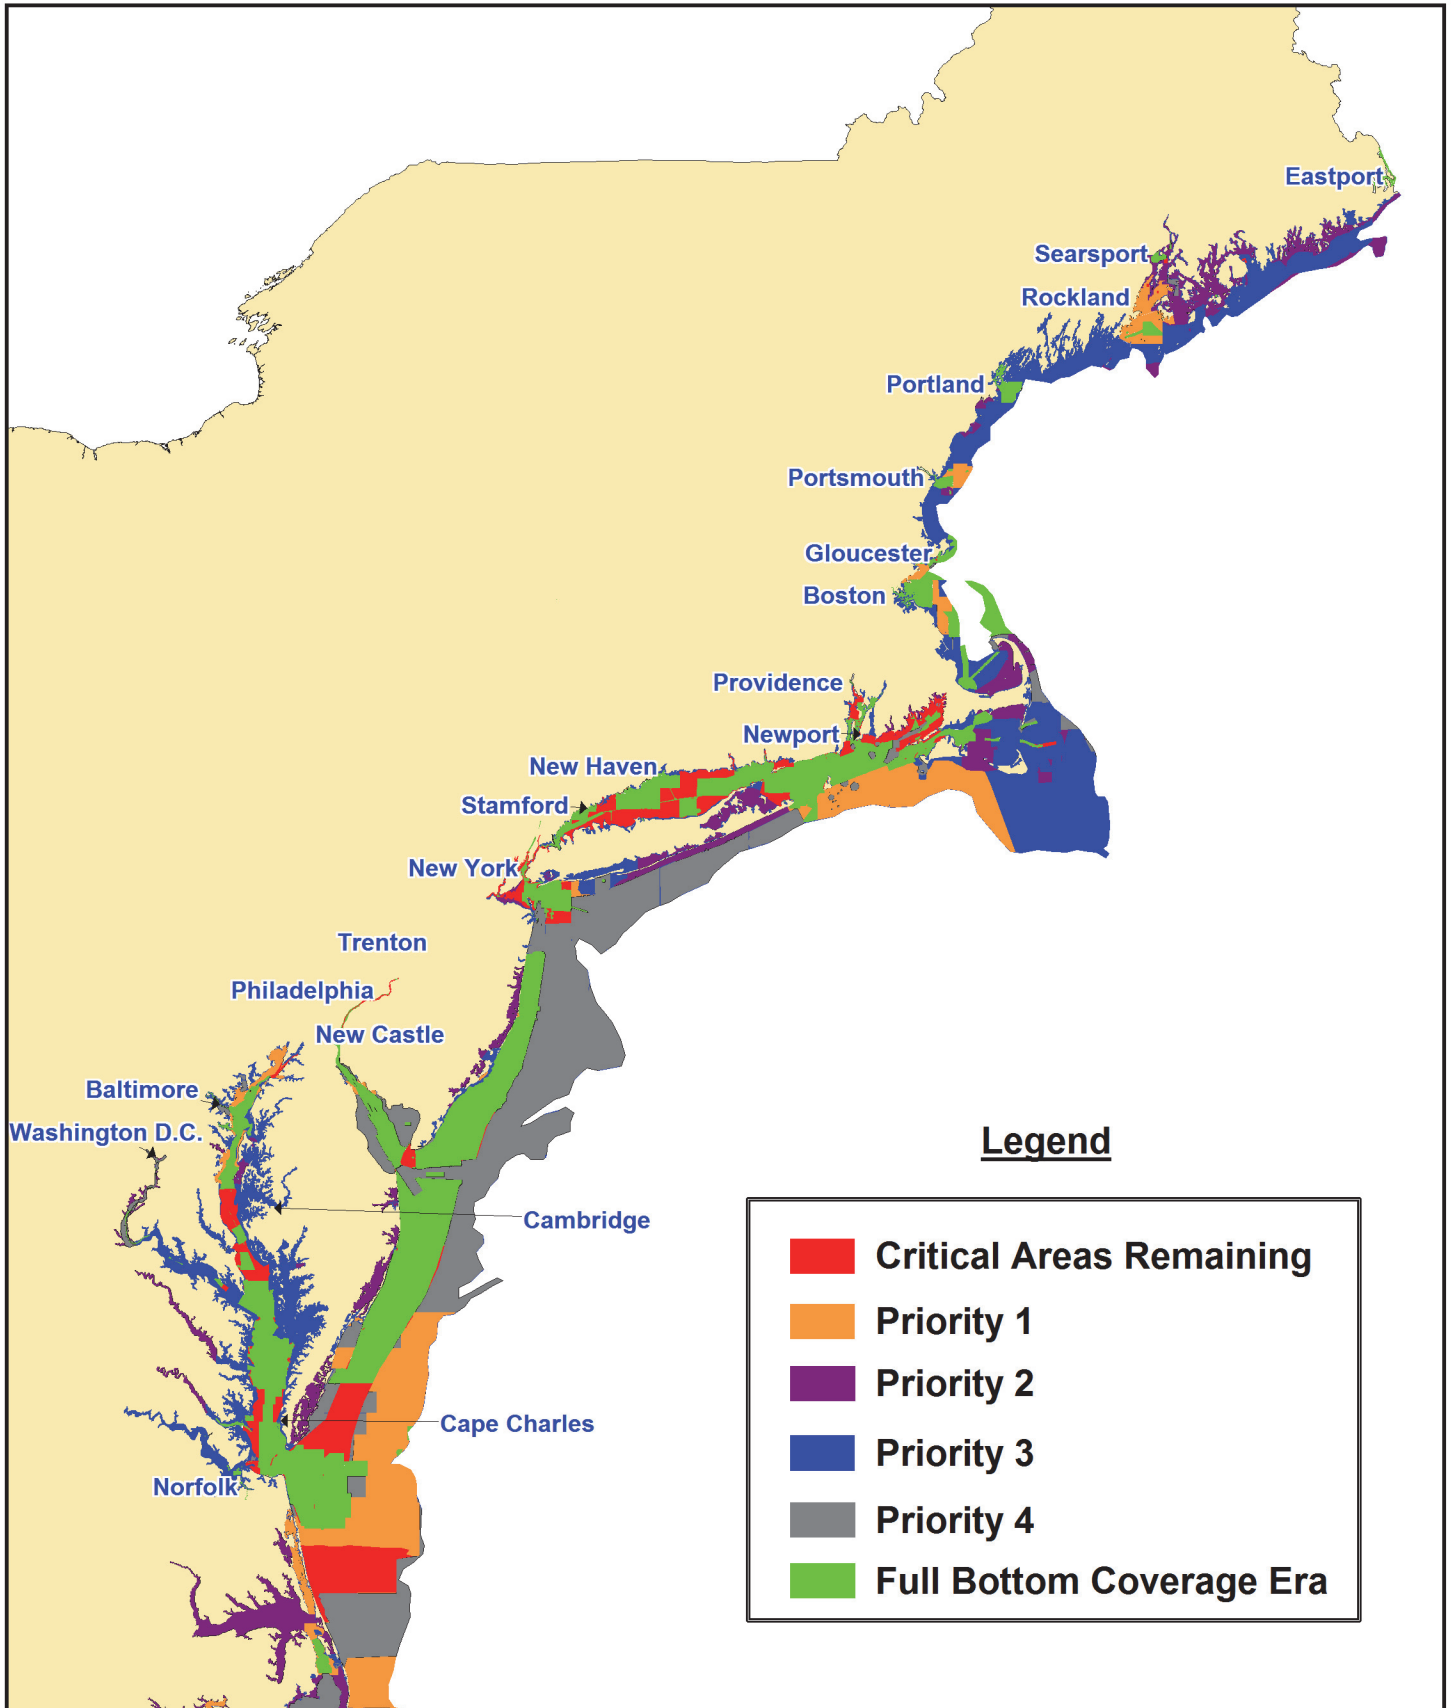 Eastport
Searsport
Rockland
Portland
Portsmouth
Gloucester
Boston
Providence
Newport
New Haven
Stamford
New York
Trenton
Philadelphia
New Castle
Baltimore
Washington D.C.
Cambridge
Cape Charles
Norfolk
Legend
Critical Areas Remaining
Priority 1
Priority 2
Priority 3
Priority 4
Full Bottom Coverage Era